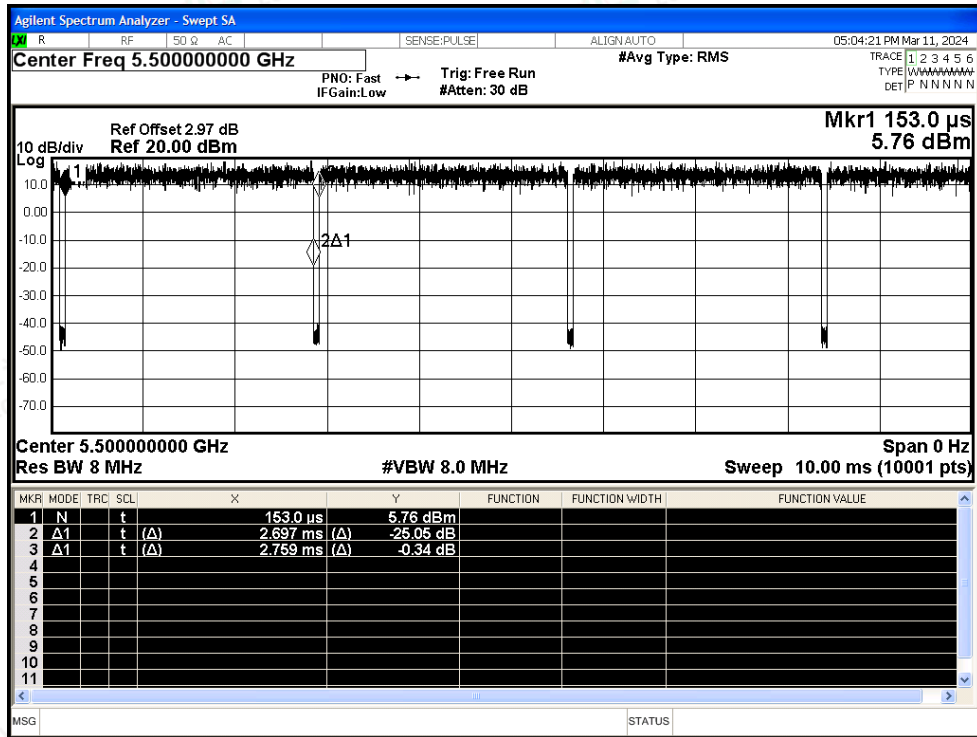 Agilent Spectrum Analyzer - Swept SA
LXI R RF 50 Ω AC SENSE:PULSE ALIGN AUTO 05:04:21 PM Mar 11, 2024
Center Freq 5.500000000 GHz #Avg Type: RMS TRACE 1 2 3 4 5 6
PNO: Fast Trig: Free Run TYPE WWWWWW
IFGain:Low #Atten: 30 dB DET P N N N N N
Mkr1 153.0 µs
Ref Offset 2.97 dB
10 dB/div Ref 20.00 dBm 5.76 dBm
Log
1
10.0
0.00
-10.0
2Δ1
-20.0
-30.0
-40.0
-50.0
-60.0
-70.0
Center 5.500000000 GHz Span 0 Hz
Res BW 8 MHz #VBW 8.0 MHz Sweep 10.00 ms (10001 pts)
MKR MODE TRC SCL X Y FUNCTION FUNCTION WIDTH FUNCTION VALUE
1 N t 153.0 µs 5.76 dBm
2 Δ1 t (Δ) 2.697 ms (Δ) -25.05 dB
3 Δ1 t (Δ) 2.759 ms (Δ) -0.34 dB
4
5
6
7
8
9
10
11
MSG STATUS